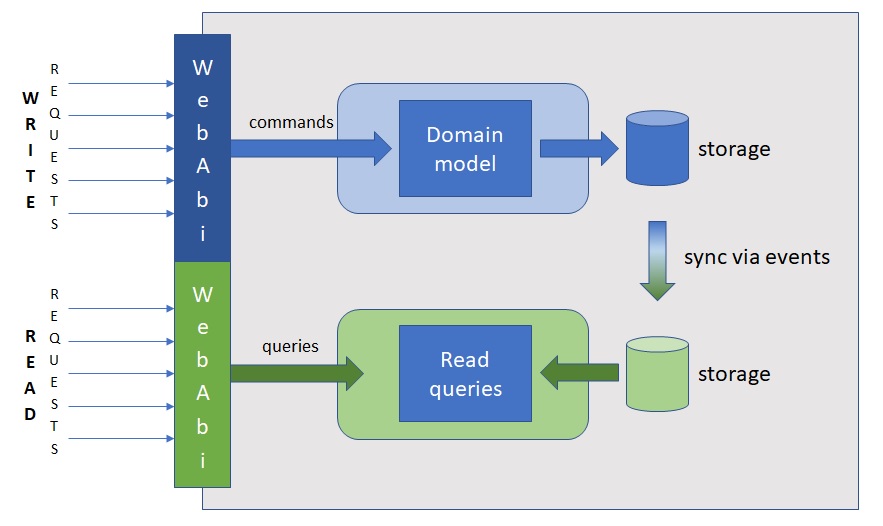 WRITE
REQUESTS
WebAbi
commands
Domain
model
storage
sync via events
READ
REQUESTS
WebAbi
queries
Read
queries
storage